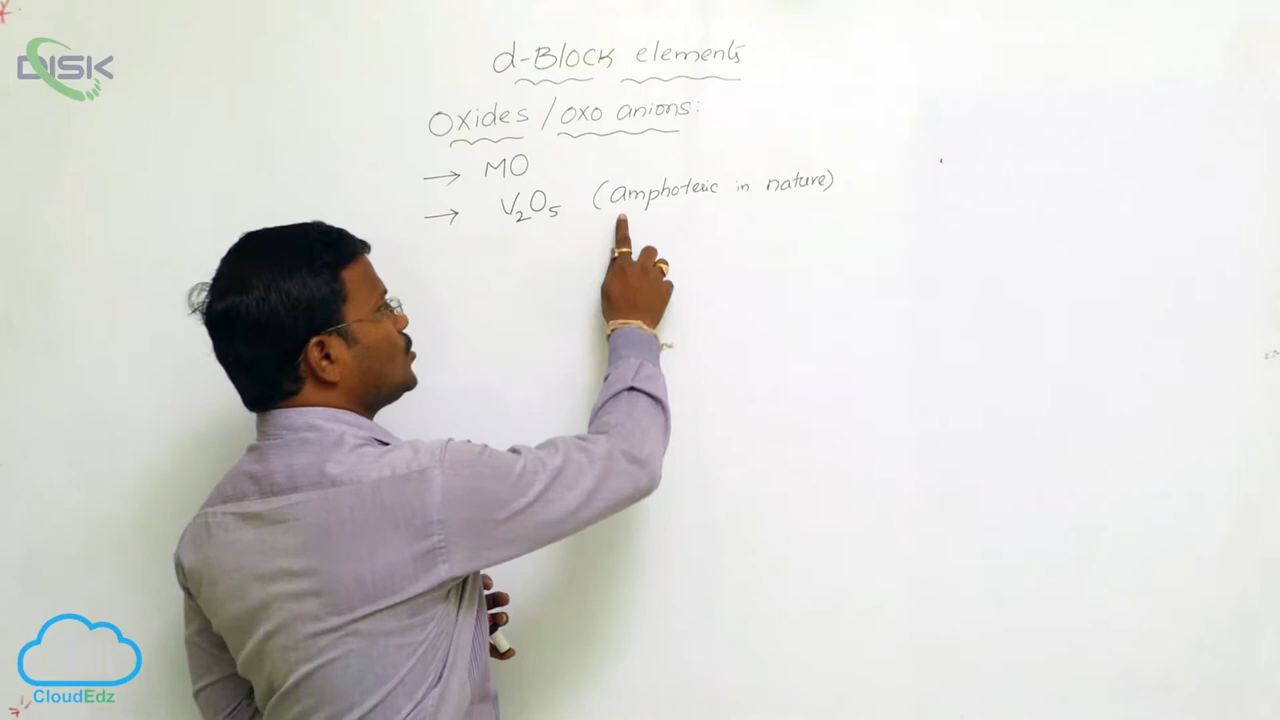 DISK
d-Block elements
Oxides / oxo anions:
→ MO
→ V₂O₅ (amphoteric in nature)
CloudEdz